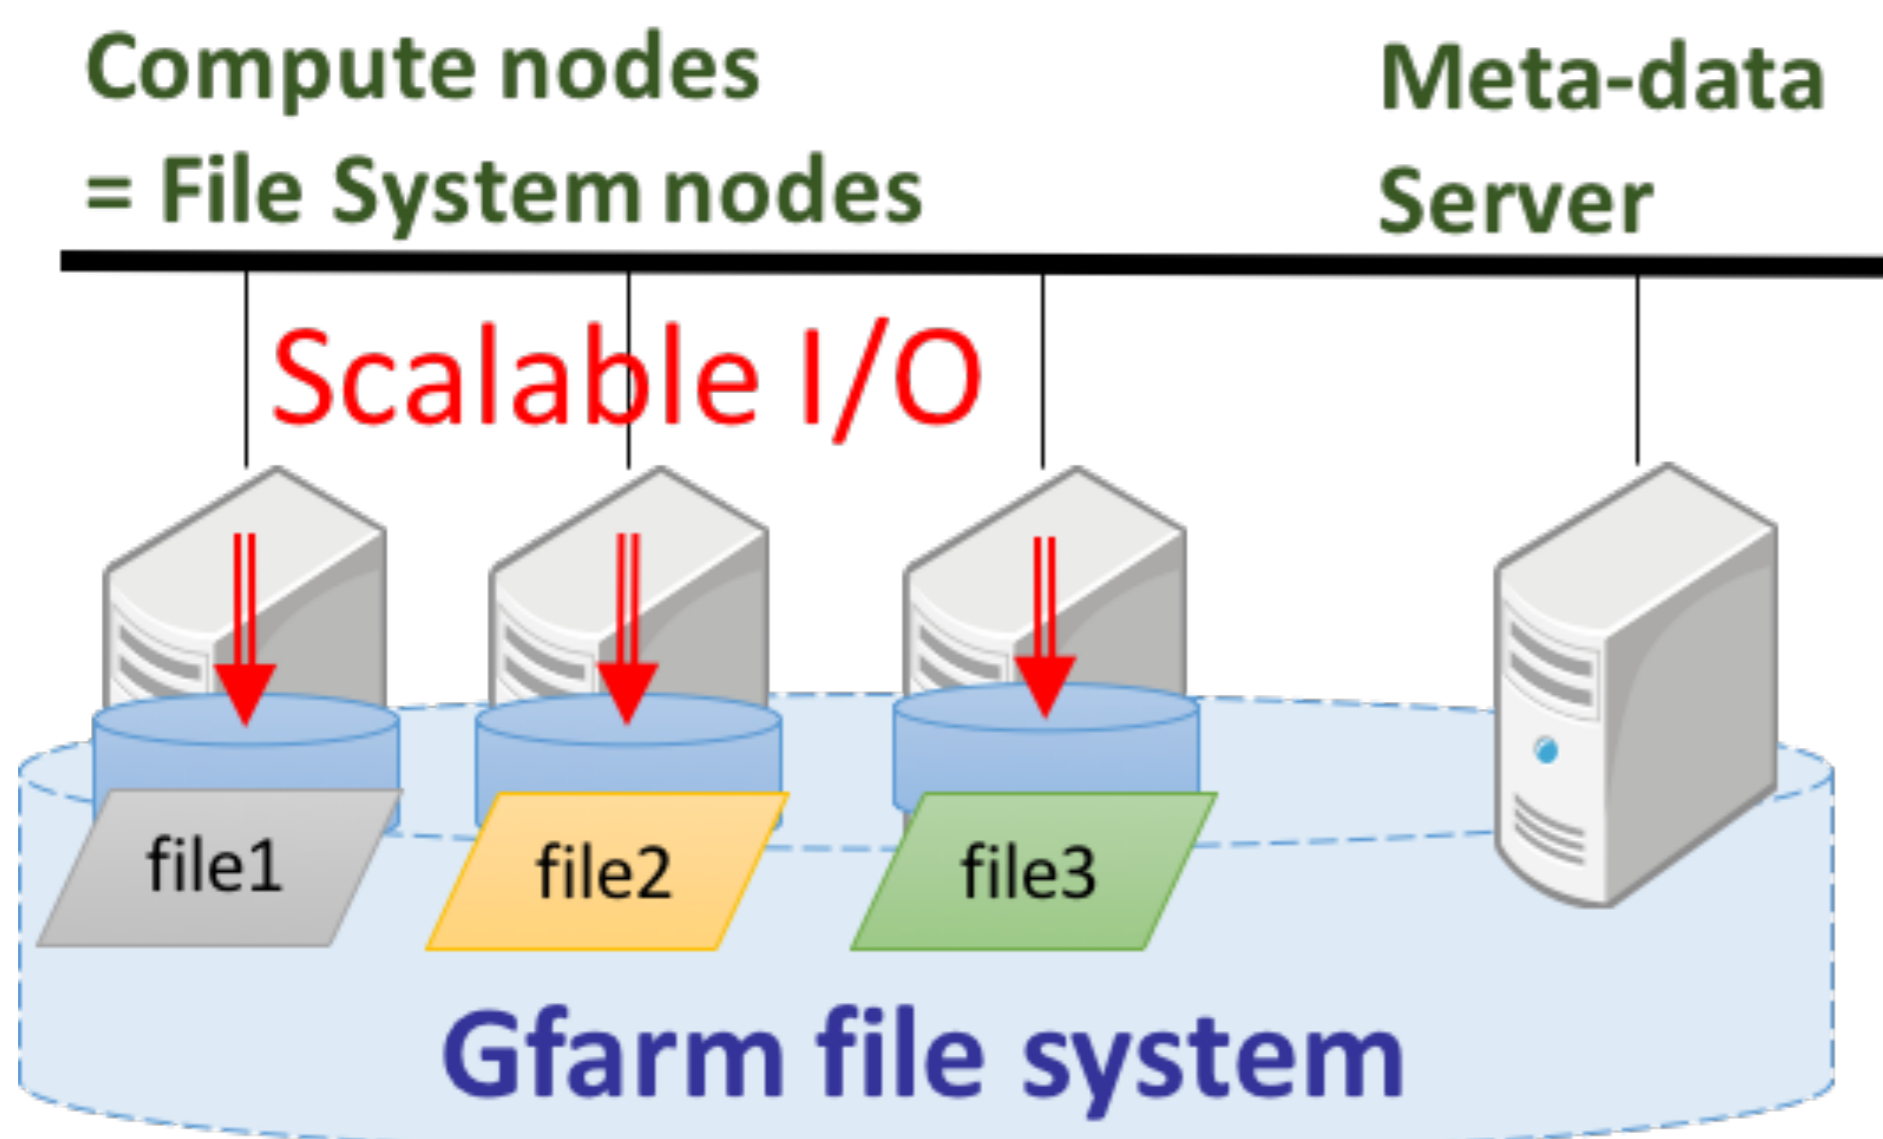 Compute nodes
= File System nodes
Meta-data
Server
Scalable I/O
file1
file2
file3
Gfarm file system